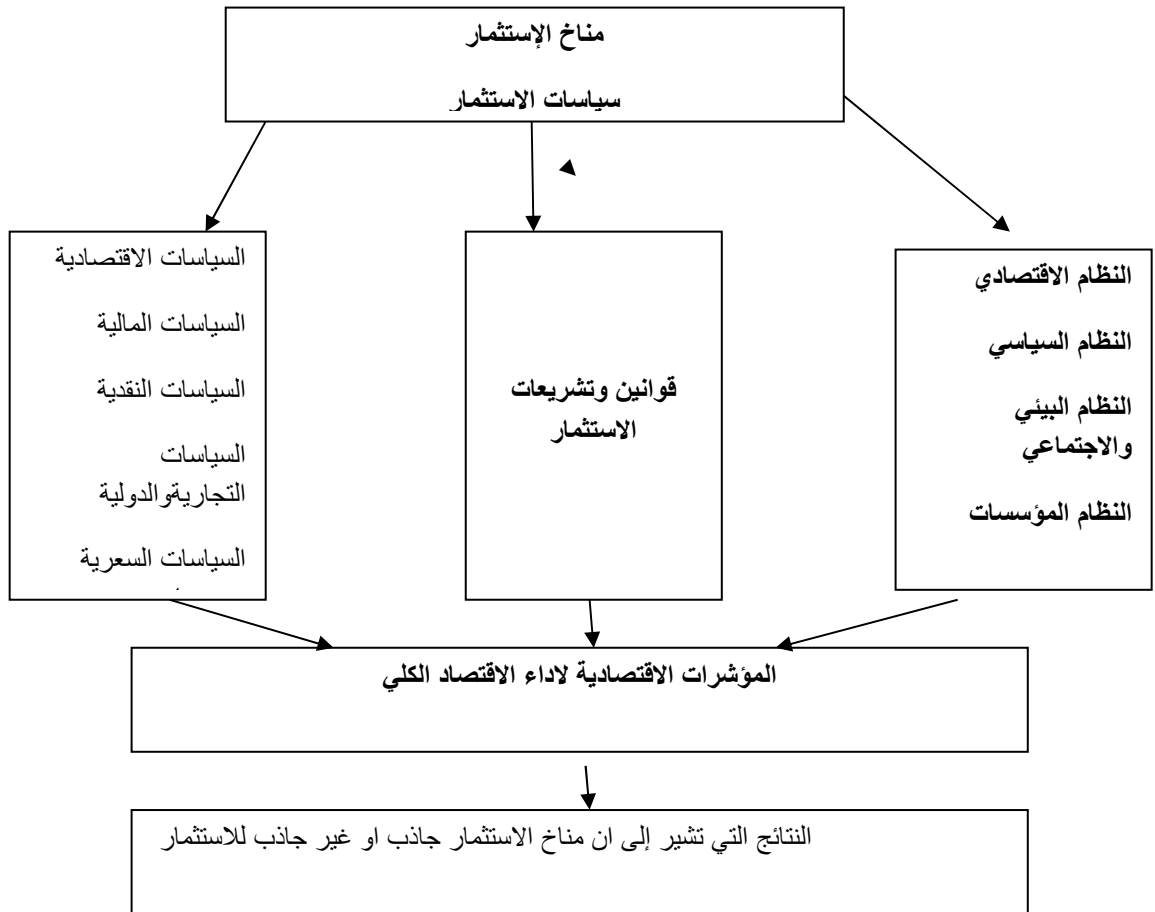 مناخ الإستثمار
سياسات الاستثمار
النظام الاقتصادي
النظام السياسي
النظام البيئي
والاجتماعي
النظام المؤسسات
قوانين وتشريعات
الاستثمار
السياسات الاقتصادية
السياسات المالية
السياسات النقدية
السياسات
التجاريةوالدولية
السياسات السعرية
المؤشرات الاقتصادية لاداء الاقتصاد الكلي
النتائج التي تشير إلى ان مناخ الاستثمار جاذب او غير جاذب للاستثمار